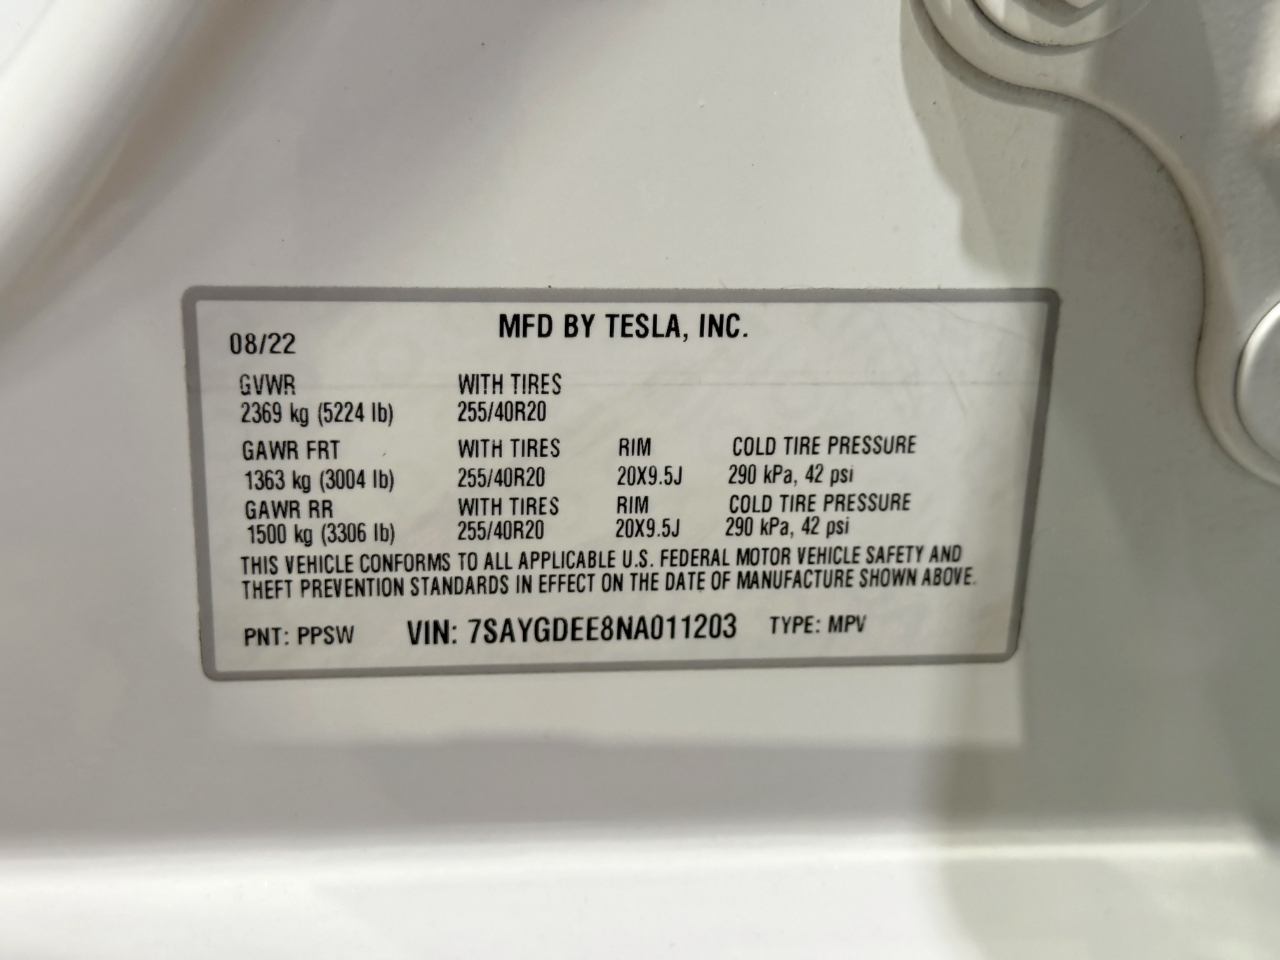 MFD BY TESLA, INC.
08/22
GVWR WITH TIRES
2369 kg (5224 lb) 255/40R20
GAWR FRT WITH TIRES RIM COLD TIRE PRESSURE
1363 kg (3004 lb) 255/40R20 20X9.5J 290 kPa, 42 psi
GAWR RR WITH TIRES RIM COLD TIRE PRESSURE
1500 kg (3306 lb) 255/40R20 20X9.5J 290 kPa, 42 psi
THIS VEHICLE CONFORMS TO ALL APPLICABLE U.S. FEDERAL MOTOR VEHICLE SAFETY AND
THEFT PREVENTION STANDARDS IN EFFECT ON THE DATE OF MANUFACTURE SHOWN ABOVE.
PNT: PPSW VIN: 7SAYGDEE8NA011203 TYPE: MPV